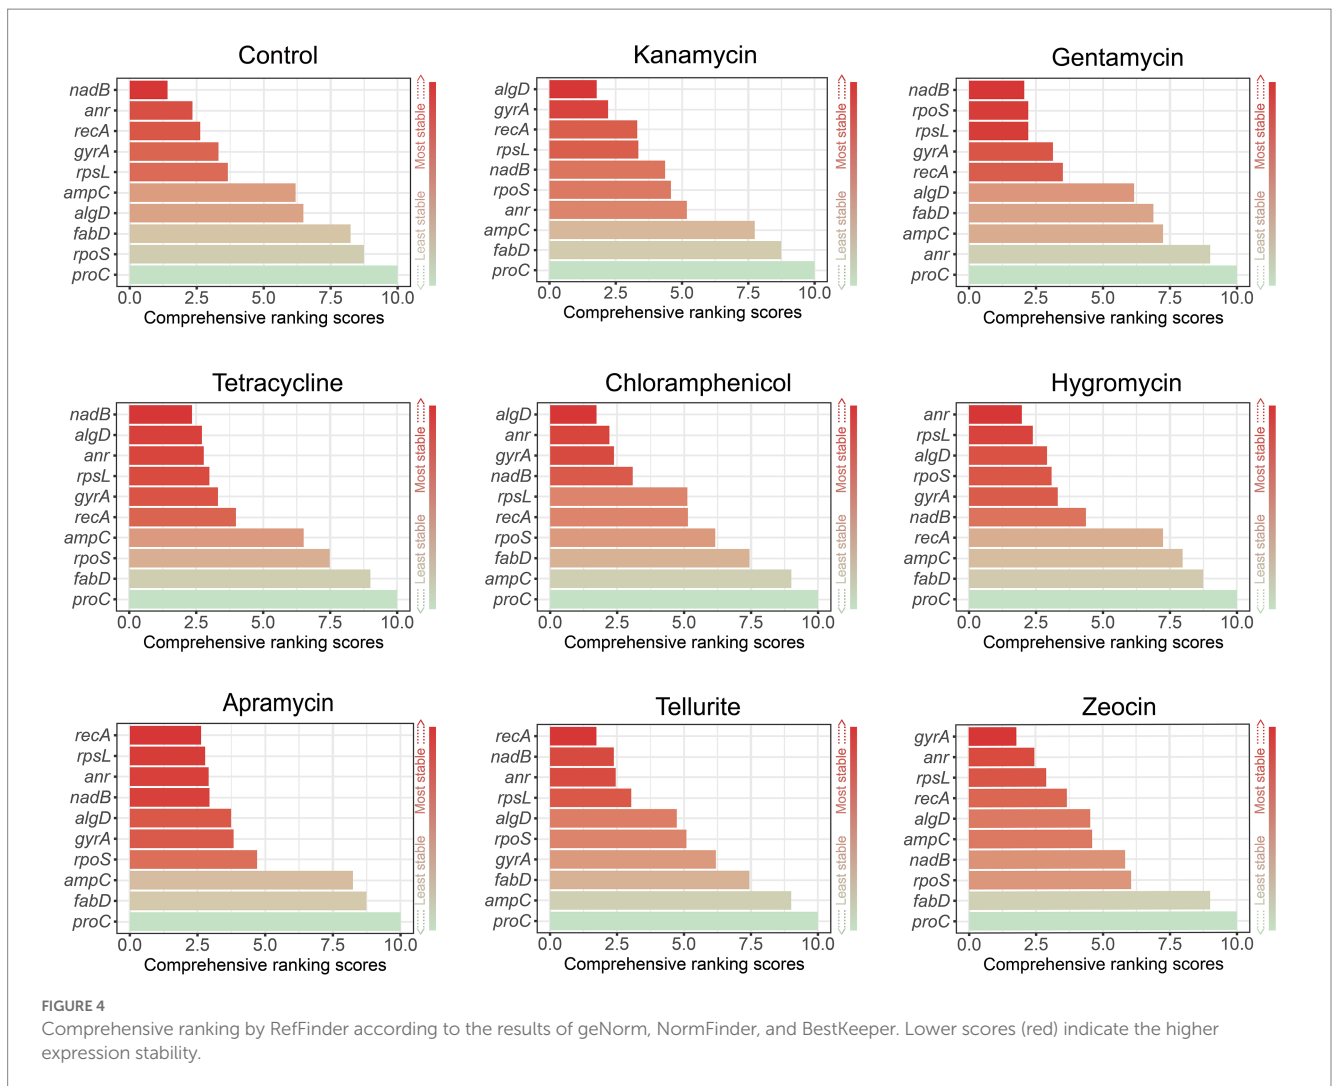 Control
nadB
anr
recA
gyrA
rpsL
ampC
algD
fabD
rpoS
proC
0.0 2.5 5.0 7.5 10.0
Comprehensive ranking scores
Most stable
Least stable
Kanamycin
algD
gyrA
recA
rpsL
nadB
rpoS
anr
ampC
fabD
proC
0.0 2.5 5.0 7.5 10.0
Comprehensive ranking scores
Most stable
Least stable
Gentamycin
nadB
rpoS
rpsL
gyrA
recA
algD
fabD
ampC
anr
proC
0.0 2.5 5.0 7.5 10.0
Comprehensive ranking scores
Most stable
Least stable
Tetracycline
nadB
algD
anr
rpsL
gyrA
recA
ampC
rpoS
fabD
proC
0.0 2.5 5.0 7.5 10.0
Comprehensive ranking scores
Most stable
Least stable
Chloramphenicol
algD
anr
gyrA
nadB
rpsL
recA
rpoS
fabD
ampC
proC
0.0 2.5 5.0 7.5 10.0
Comprehensive ranking scores
Most stable
Least stable
Hygromycin
anr
rpsL
algD
rpoS
gyrA
nadB
recA
ampC
fabD
proC
0.0 2.5 5.0 7.5 10.0
Comprehensive ranking scores
Most stable
Least stable
Apramycin
recA
rpsL
anr
nadB
algD
gyrA
rpoS
ampC
fabD
proC
0.0 2.5 5.0 7.5 10.0
Comprehensive ranking scores
Most stable
Least stable
Tellurite
recA
nadB
anr
rpsL
algD
rpoS
gyrA
fabD
ampC
proC
0.0 2.5 5.0 7.5 10.0
Comprehensive ranking scores
Most stable
Least stable
Zeocin
gyrA
anr
rpsL
recA
algD
ampC
nadB
rpoS
fabD
proC
0.0 2.5 5.0 7.5 10.0
Comprehensive ranking scores
Most stable
Least stable
FIGURE 4
Comprehensive ranking by RefFinder according to the results of geNorm, NormFinder, and BestKeeper. Lower scores (red) indicate the higher
expression stability.